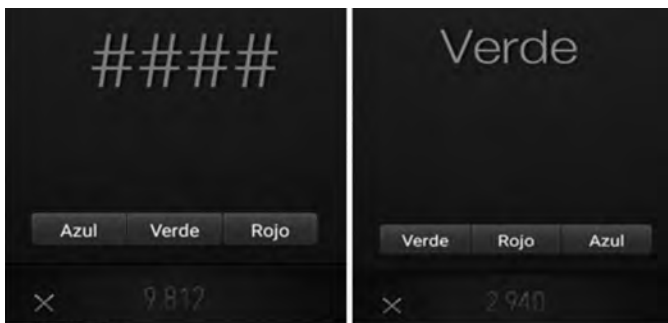 ####
Azul Verde Rojo
9.812
Verde
Verde Rojo Azul
2.940